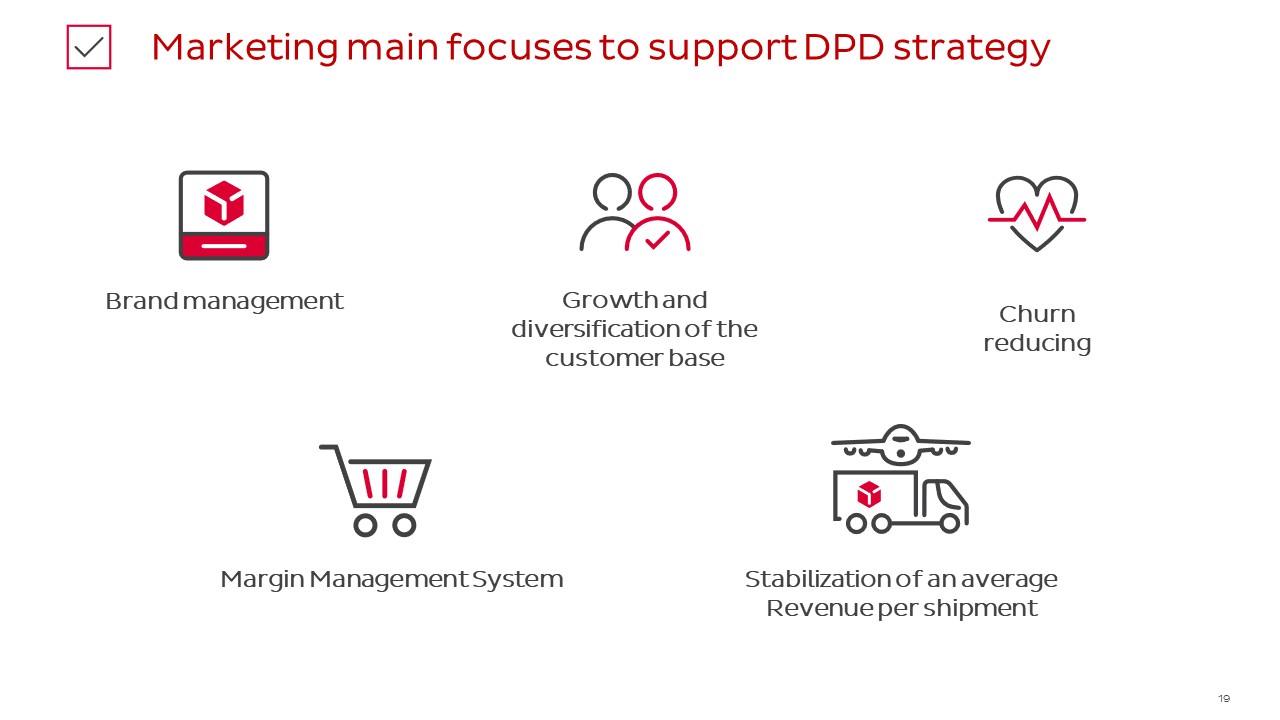 Marketing main focuses to support DPD strategy
Brand management
Growth and
diversification of the
customer base
Churn
reducing
Margin Management System
Stabilization of an average
Revenue per shipment
19